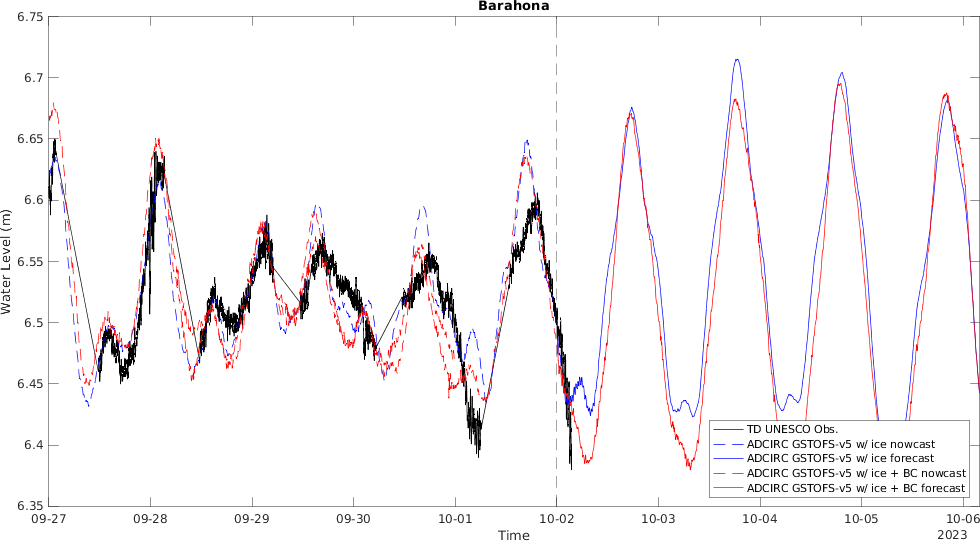 Barahona
6.75
6.7
6.65
6.6
6.55
6.5
6.45
6.4
6.35
Water Level (m)
09-27 09-28 09-29 09-30 10-01 10-02 10-03 10-04 10-05 10-06
Time
2023
TD UNESCO Obs.
ADCIRC GSTOFS-v5 w/ ice nowcast
ADCIRC GSTOFS-v5 w/ ice forecast
ADCIRC GSTOFS-v5 w/ ice + BC nowcast
ADCIRC GSTOFS-v5 w/ ice + BC forecast